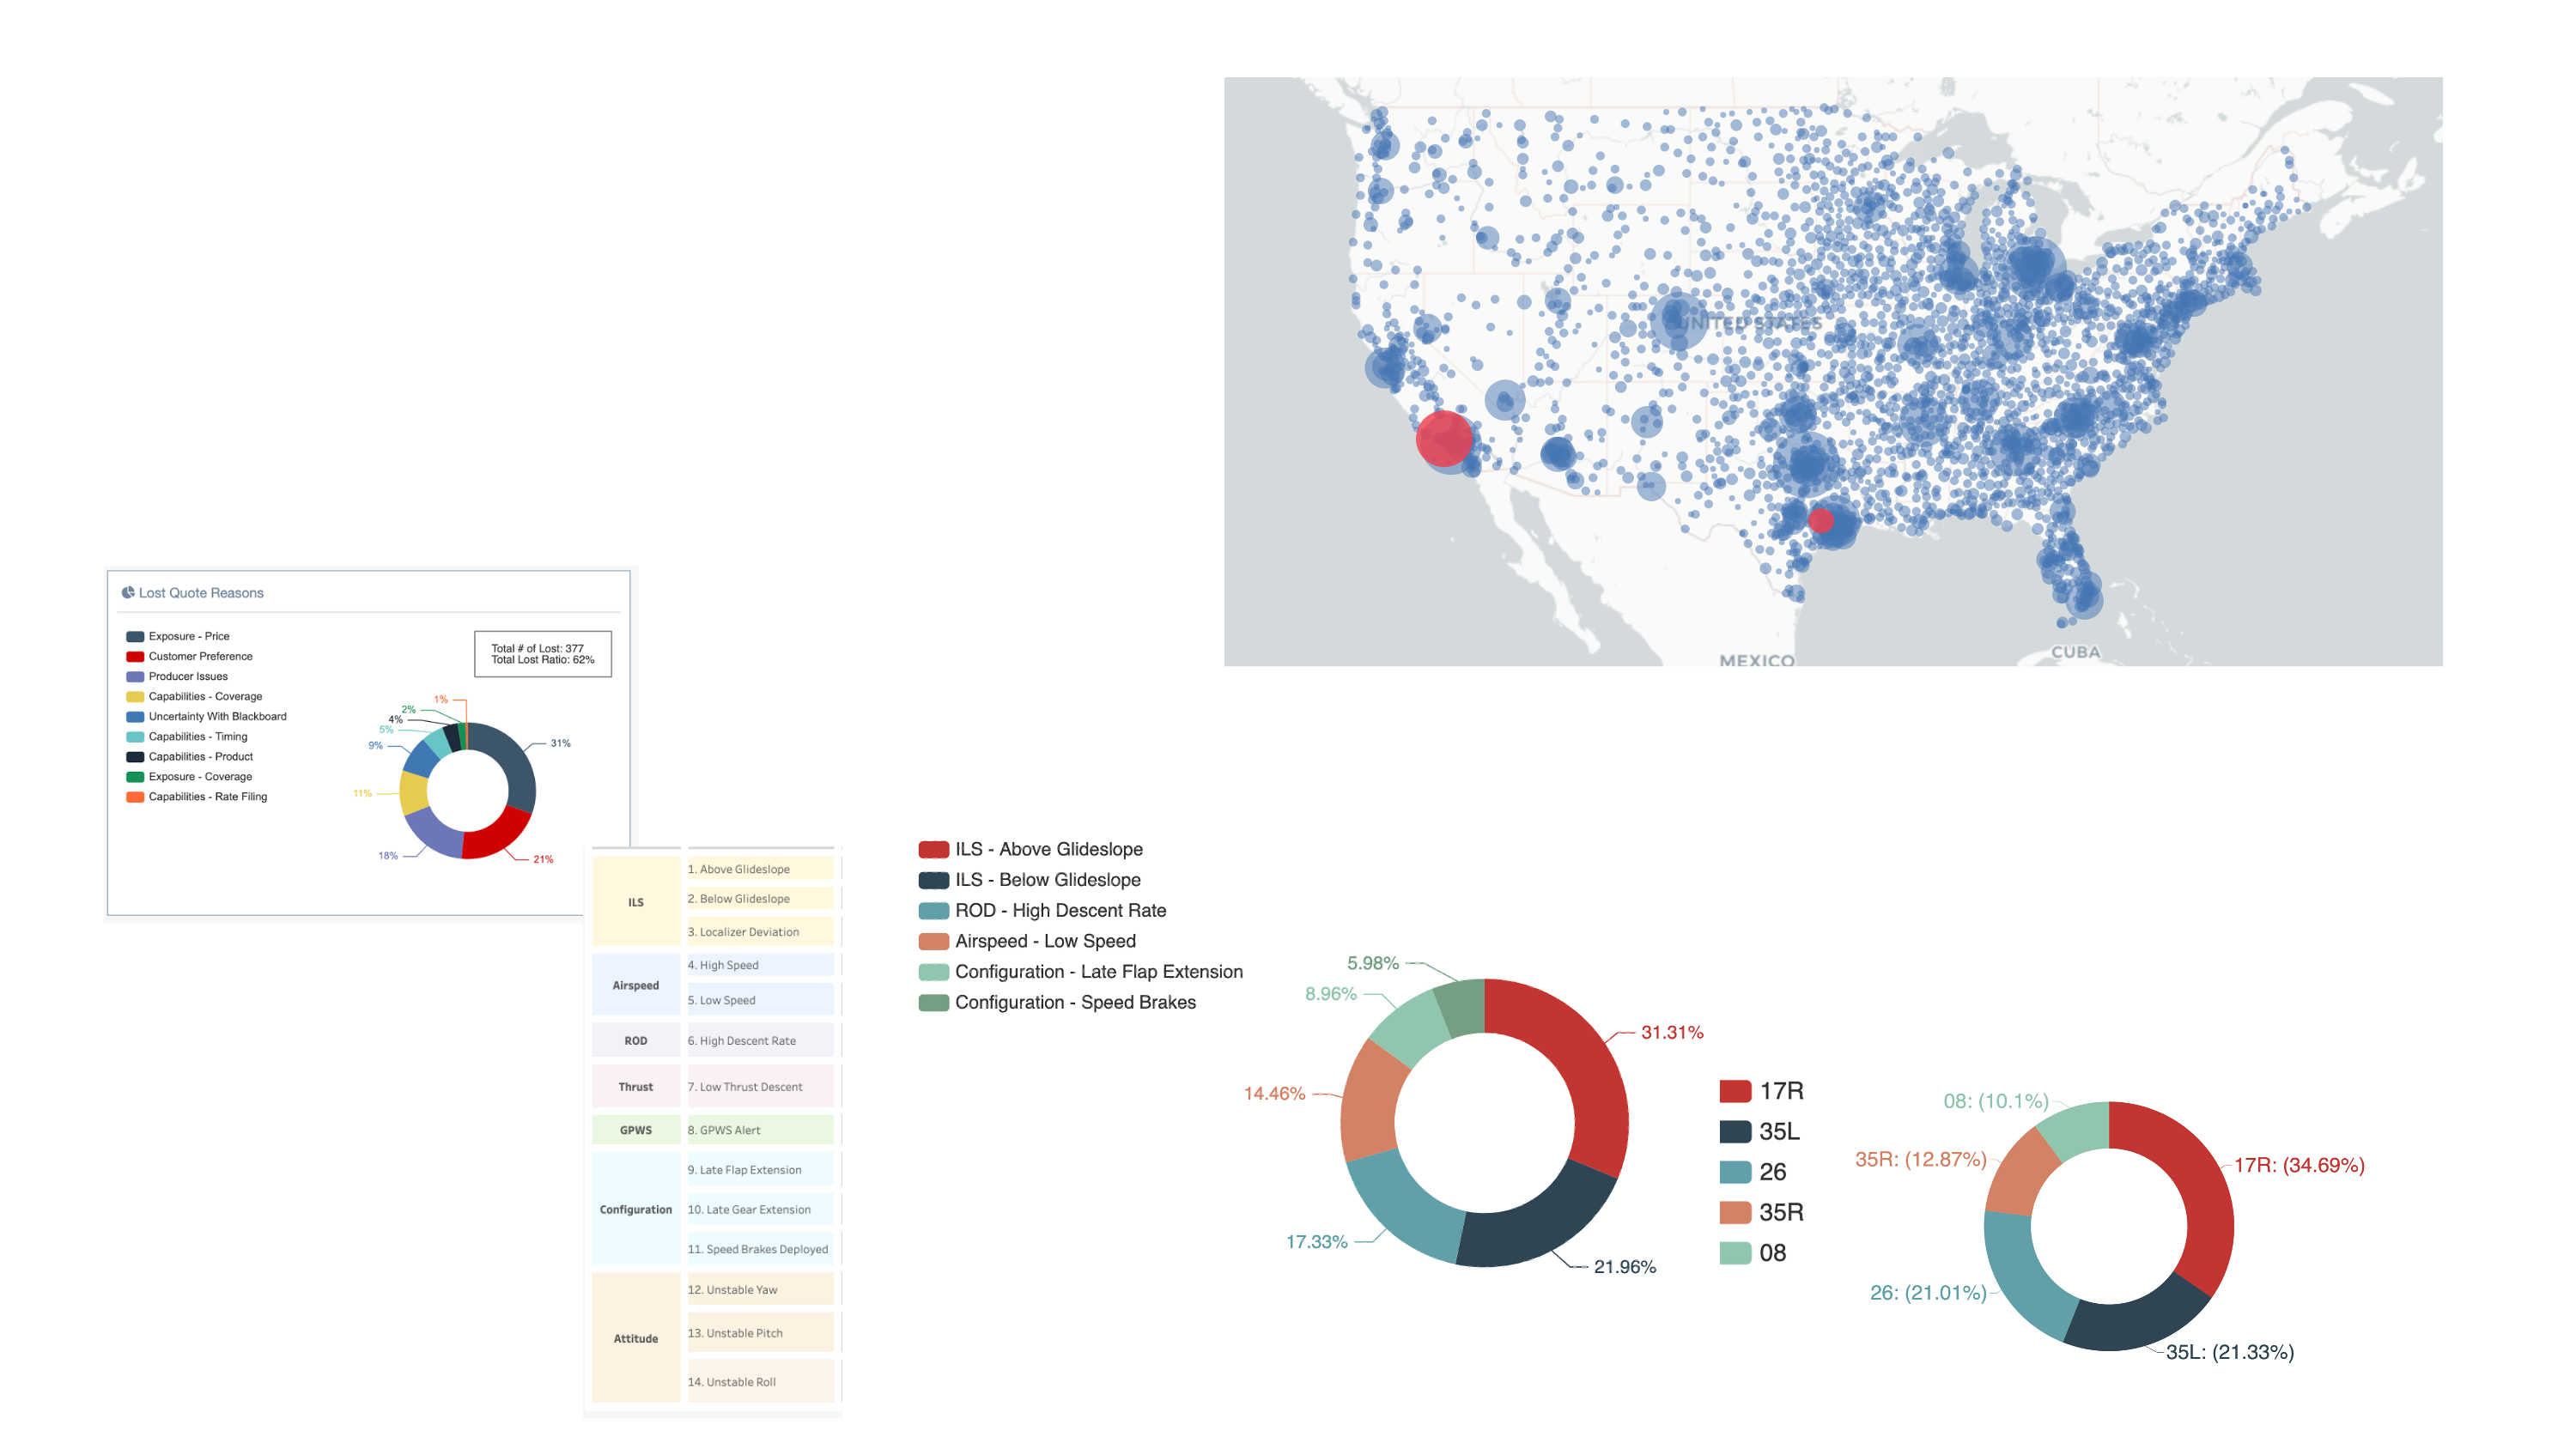 UNITED STATES
MEXICO
CUBA
Lost Quote Reasons
Exposure - Price
Customer Preference
Producer Issues
Capabilities - Coverage
Uncertainty With Blackboard
Capabilities - Timing
Capabilities - Product
Exposure - Coverage
Capabilities - Rate Filing
Total # of Lost: 377
Total Lost Ratio: 62%
1%
2%
4%
5%
9%
11%
18%
31%
21%
ILS
1. Above Glideslope
2. Below Glideslope
3. Localizer Deviation
Airspeed
4. High Speed
5. Low Speed
ROD
6. High Descent Rate
Thrust
7. Low Thrust Descent
GPWS
8. GPWS Alert
Configuration
9. Late Flap Extension
10. Late Gear Extension
11. Speed Brakes Deployed
Attitude
12. Unstable Yaw
13. Unstable Pitch
14. Unstable Roll
ILS - Above Glideslope
ILS - Below Glideslope
ROD - High Descent Rate
Airspeed - Low Speed
Configuration - Late Flap Extension
Configuration - Speed Brakes
5.98%
8.96%
14.46%
17.33%
31.31%
21.96%
17R
35L
26
35R
08
08: (10.1%)
35R: (12.87%)
26: (21.01%)
17R: (34.69%)
35L: (21.33%)